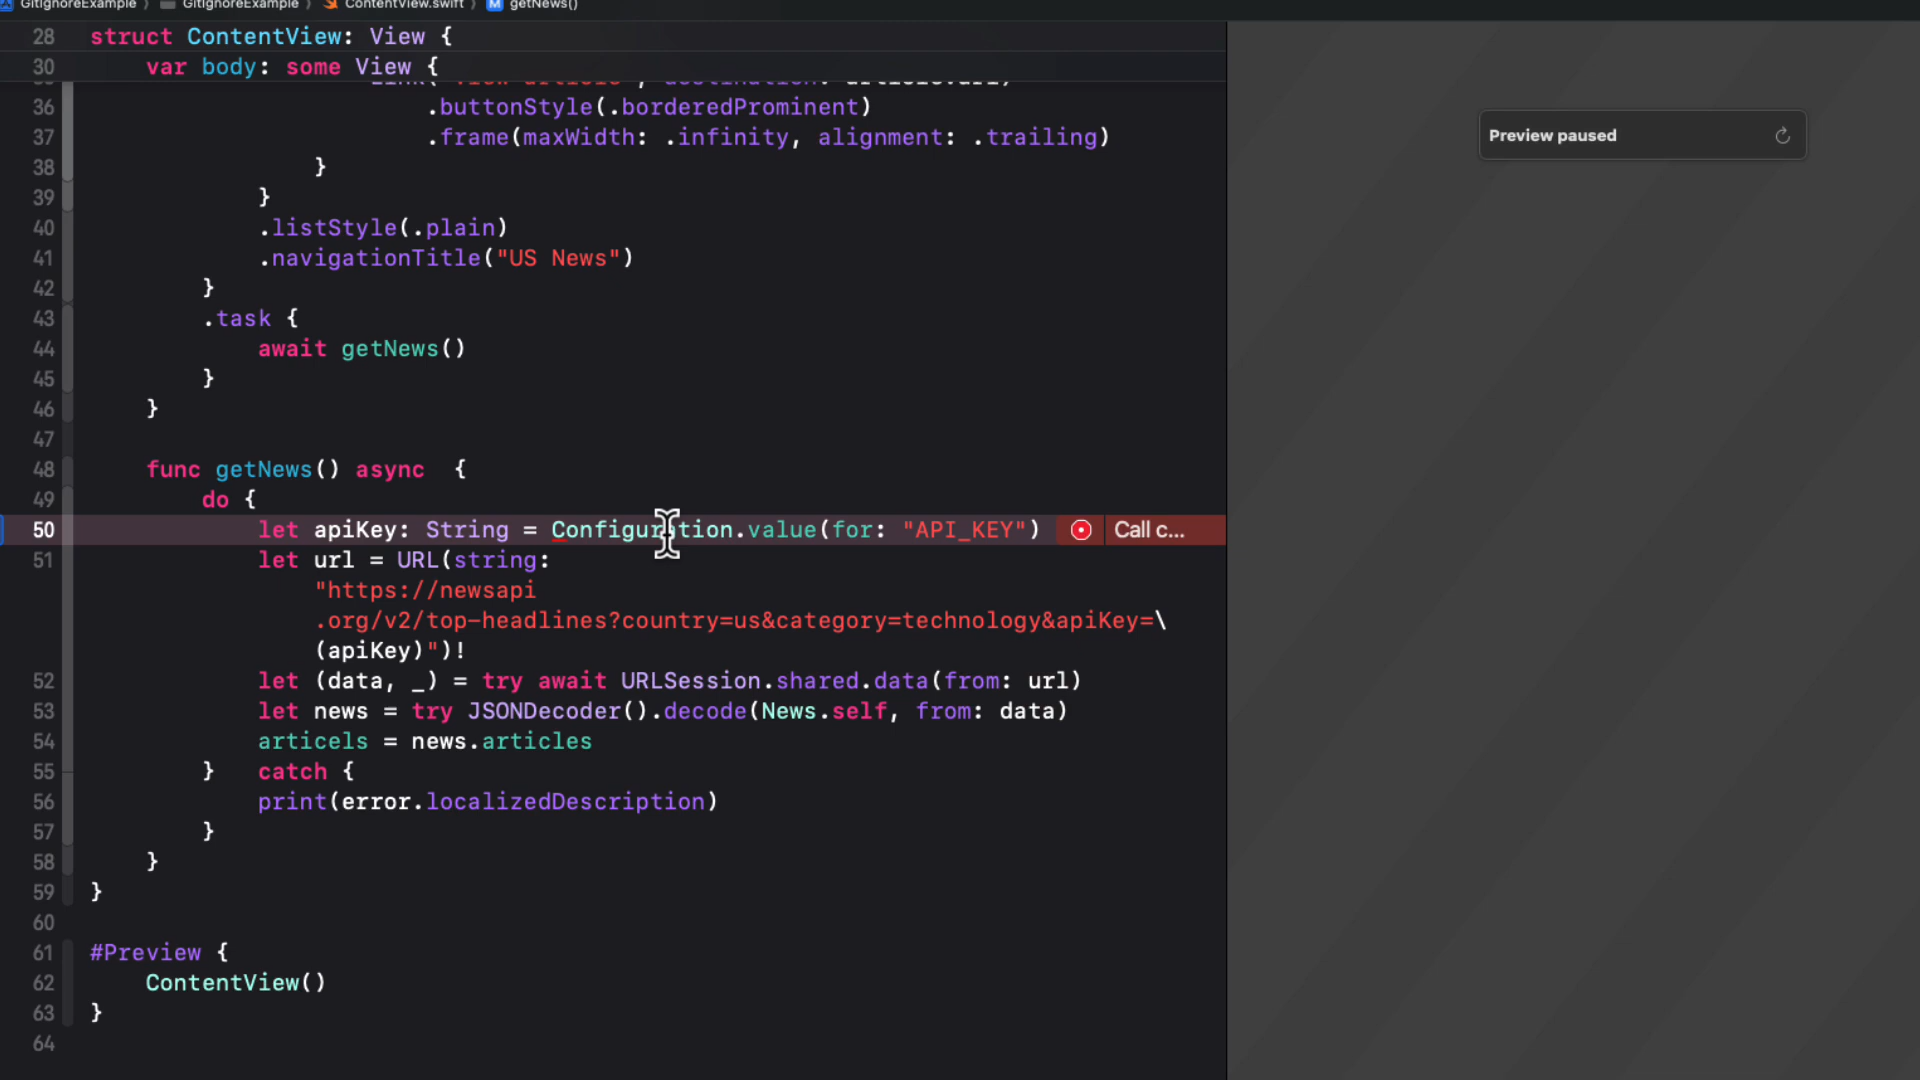 GitIgnoreExample 〉 GitIgnoreExample 〉 ContentView.swift 〉 M getNews()
28 struct ContentView: View {
30 var body: some View {
36 .buttonStyle(.borderedProminent)
37 .frame(maxWidth: .infinity, alignment: .trailing)
38 }
39 }
40 .listStyle(.plain)
41 .navigationTitle("US News")
42 }
43 .task {
44 await getNews()
45 }
46 }
47
48 func getNews() async {
49 do {
50 let apiKey: String = Configuration.value(for: "API_KEY") Call c...
51 let url = URL(string:
"https://newsapi
.org/v2/top-headlines?country=us&category=technology&apiKey=\
(apiKey)")!
52 let (data, _) = try await URLSession.shared.data(from: url)
53 let news = try JSONDecoder().decode(News.self, from: data)
54 articels = news.articles
55 } catch {
56 print(error.localizedDescription)
57 }
58 }
59 }
60
61 #Preview {
62 ContentView()
63 }
64
Preview paused